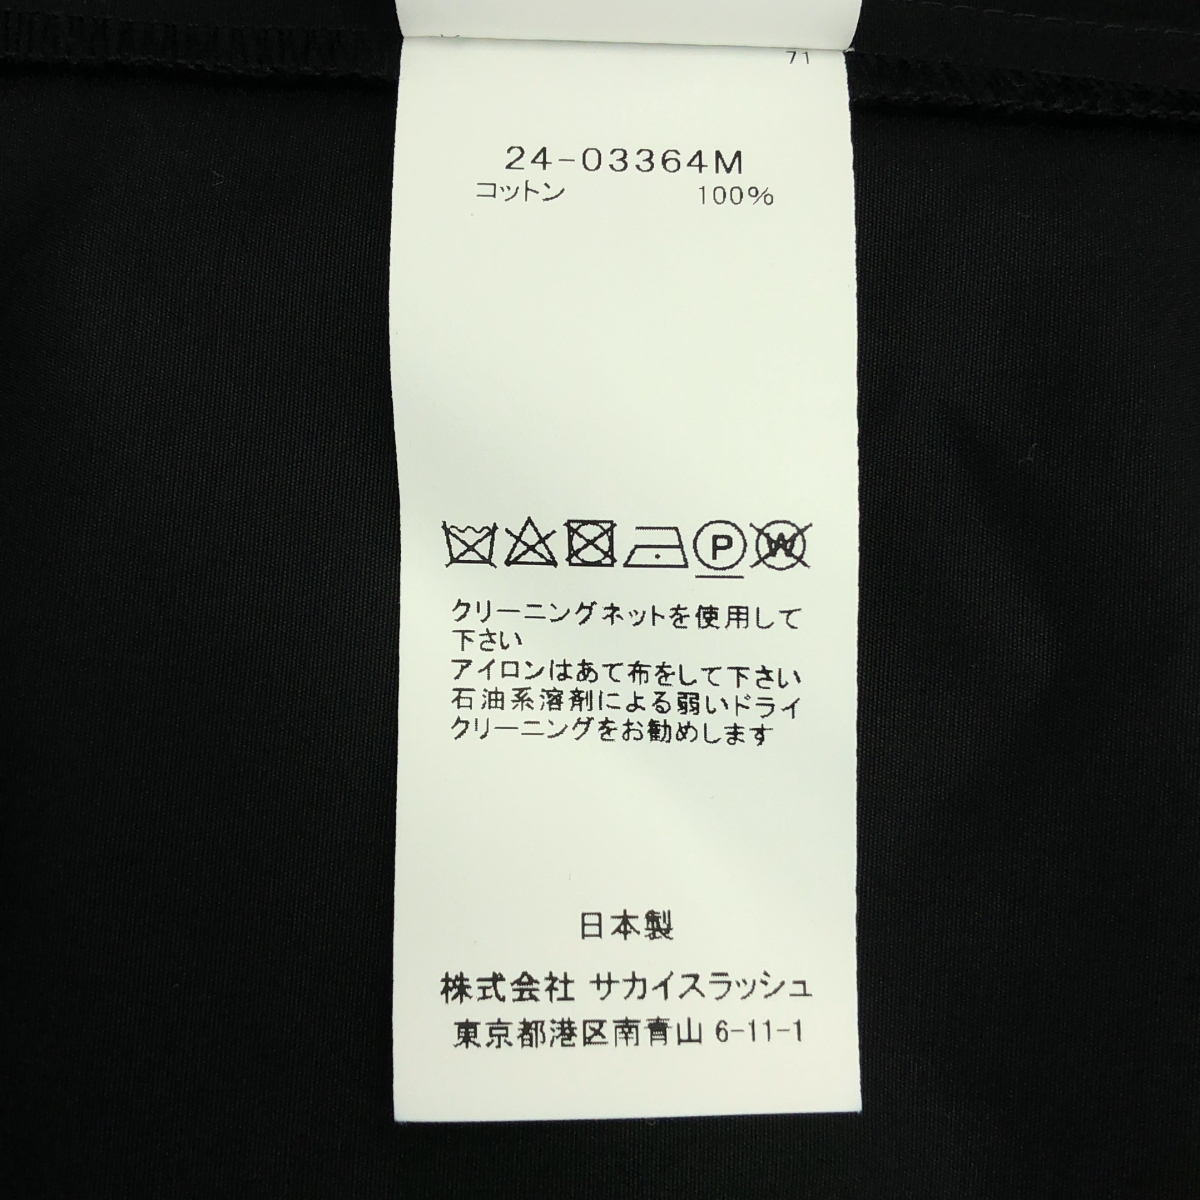 71
24-03364M
コットン 100%
P W
クリーニングネットを使用して
下さい
アイロンはあて布をして下さい
石油系溶剤による弱いドライ
クリーニングをお勧めします
日本製
株式会社 サカイスラッシュ
東京都港区南青山 6-11-1